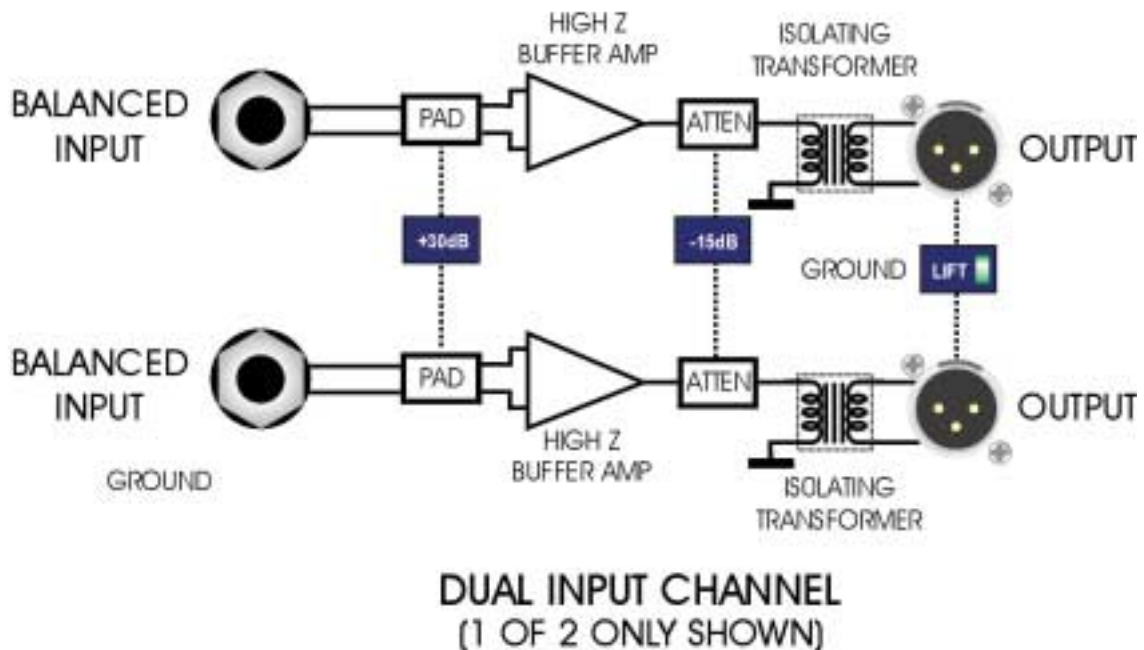 HIGH Z
BUFFER AMP
ISOLATING
TRANSFORMER
BALANCED
INPUT
PAD
ATTEN
OUTPUT
+30dB
-15dB
GROUND
LIFT
BALANCED
INPUT
PAD
ATTEN
OUTPUT
HIGH Z
BUFFER AMP
GROUND
ISOLATING
TRANSFORMER
DUAL INPUT CHANNEL
(1 OF 2 ONLY SHOWN)